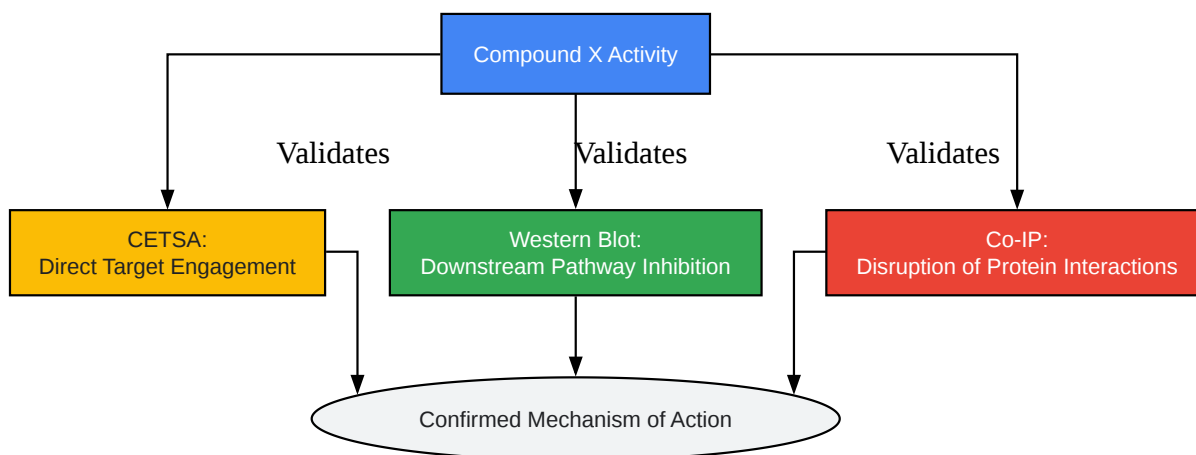 Compound X Activity
Validates
Validates
Validates
CETSA:
Direct Target Engagement
Western Blot:
Downstream Pathway Inhibition
Co-IP:
Disruption of Protein Interactions
Confirmed Mechanism of Action